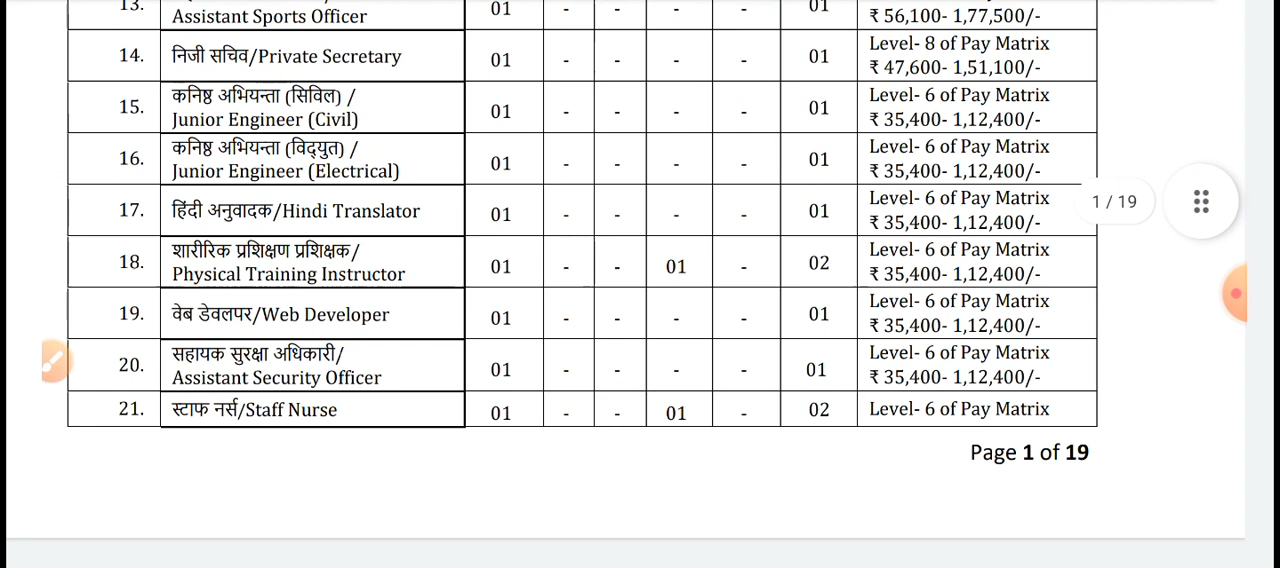 13.
Assistant Sports Officer 01 - - - - 01 ₹ 56,100- 1,77,500/-
14. निजी सचिव/Private Secretary 01 - - - - 01 Level- 8 of Pay Matrix
₹ 47,600- 1,51,100/-
15. कनिष्ठ अभियन्ता (सिविल) / 01 - - - - 01 Level- 6 of Pay Matrix
Junior Engineer (Civil) ₹ 35,400- 1,12,400/-
16. कनिष्ठ अभियन्ता (विद्युत) / 01 - - - - 01 Level- 6 of Pay Matrix
Junior Engineer (Electrical) ₹ 35,400- 1,12,400/-
17. हिंदी अनुवादक/Hindi Translator 01 - - - - 01 Level- 6 of Pay Matrix
₹ 35,400- 1,12,400/-
1 / 19
18. शारीरिक प्रशिक्षण प्रशिक्षक/ 01 - - 01 - 02 Level- 6 of Pay Matrix
Physical Training Instructor ₹ 35,400- 1,12,400/-
19. वेब डेवलपर/Web Developer 01 - - - - 01 Level- 6 of Pay Matrix
₹ 35,400- 1,12,400/-
20. सहायक सुरक्षा अधिकारी/ 01 - - - - 01 Level- 6 of Pay Matrix
Assistant Security Officer ₹ 35,400- 1,12,400/-
21. स्टाफ नर्स/Staff Nurse 01 - - 01 - 02 Level- 6 of Pay Matrix
Page 1 of 19